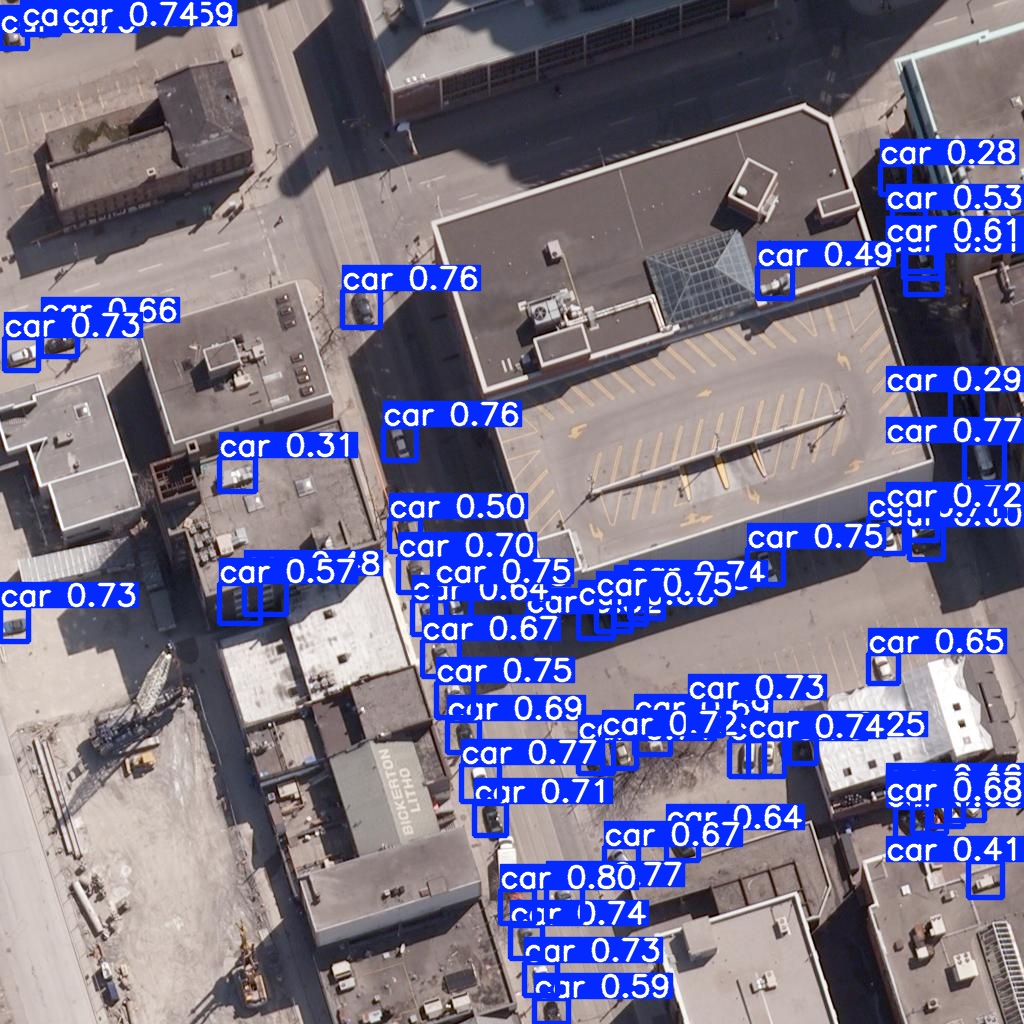 car 0.7459
car 0.28
car 0.53
car 0.61
car 0.49
car 0.76
0.66
car 0.73
car 0.29
car 0.76
car 0.77
car 0.31
car 0.72
car 0.50
car 0.75
car 0.70
car 0.57
car 0.75
car 0.75
car 0.73
car 0.67
car 0.65
car 0.75
car 0.73
car 0.69
car 0.72
car 0.7425
car 0.77
BICKERTON
LITHO
car 0.71
car 0.68
car 0.64
car 0.67
car 0.41
car 0.80
0.77
car 0.74
car 0.73
car 0.59